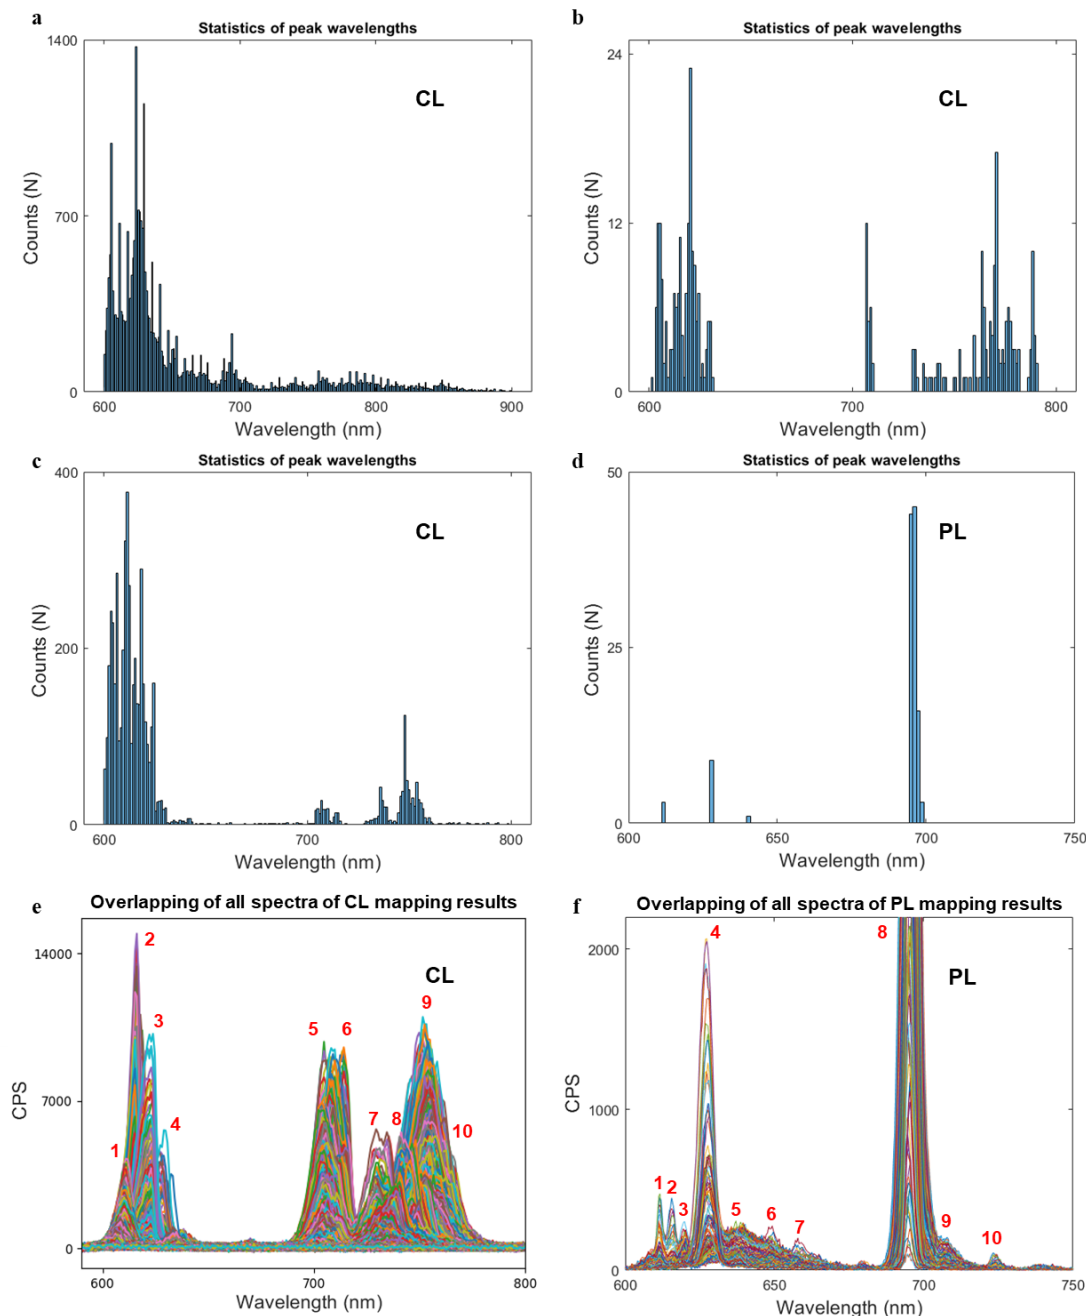 a
Statistics of peak wavelengths
1400
700
0
Counts (N)
CL
600 700 800 900
Wavelength (nm)
b
Statistics of peak wavelengths
24
12
0
Counts (N)
CL
600 700 800
Wavelength (nm)
c
Statistics of peak wavelengths
400
200
0
Counts (N)
CL
600 700 800
Wavelength (nm)
d
Statistics of peak wavelengths
50
25
0
Counts (N)
PL
600 650 700 750
Wavelength (nm)
e
Overlapping of all spectra of CL mapping results
14000
7000
0
CPS
CL
1 2 3 4 5 6 7 8 9 10
600 700 800
Wavelength (nm)
f
Overlapping of all spectra of PL mapping results
2000
1000
0
CPS
PL
1 2 3 4 5 6 7 8 9 10
600 650 700 750
Wavelength (nm)